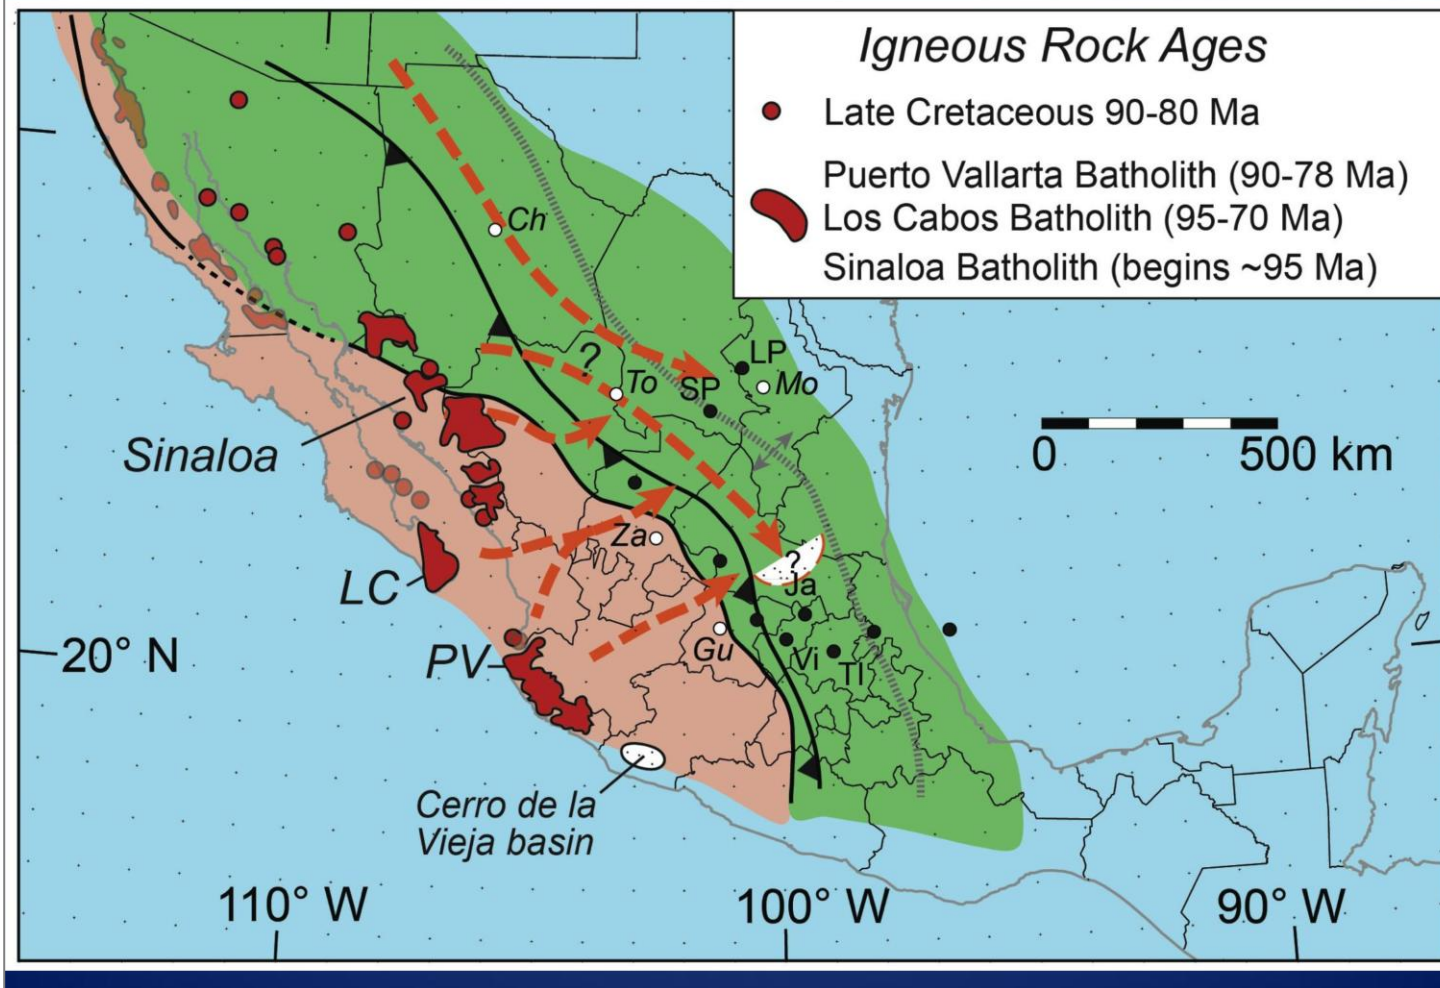 Igneous Rock Ages
Late Cretaceous 90-80 Ma
Puerto Vallarta Batholith (90-78 Ma)
Los Cabos Batholith (95-70 Ma)
Sinaloa Batholith (begins ~95 Ma)
Ch
?
LP
To
SP
Mo
0
500 km
Sinaloa
Za
?
Ja
LC
20° N
PV
Gu
Vi
Tl
Cerro de la
Vieja basin
110° W
100° W
90° W